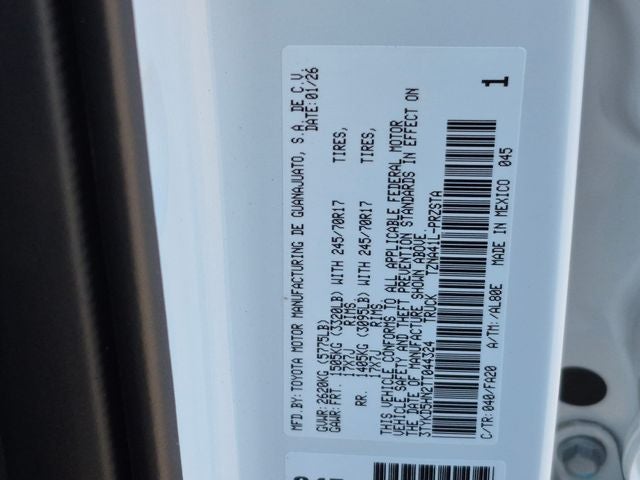 MFD.BY: TOYOTA MOTOR MANUFACTURING DE GUANAJUATO, S.A. DE C.V.
DATE: 01/26
GVWR: 2620KG (5775LB)
GAWR: FRT. 1505KG (3320LB) WITH 245/70R17 TIRES,
17X7J RIMS
RR. 1405KG (3095LB) WITH 245/70R17 TIRES,
17X7J RIMS
THIS VEHICLE CONFORMS TO ALL APPLICABLE FEDERAL MOTOR
VEHICLE SAFETY AND THEFT PREVENTION STANDARDS IN EFFECT ON
THE DATE OF MANUFACTURE SHOWN ABOVE.
3TYKD5HN2TT044324 TRUCK TZNA41L-PRZSTA
C/TR: 040/FA20 A/TM: /AL80E MADE IN MEXICO 045
1